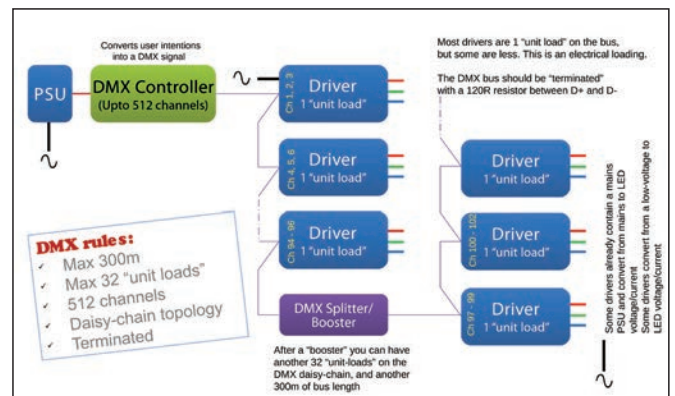 Converts user intentions
into a DMX signal
PSU
DMX Controller
(Upto 512 channels)
Ch 1, 2, 3
Driver
1 "unit load"
Ch 4, 5, 6
Driver
1 "unit load"
Ch 94 - 96
Driver
1 "unit load"
DMX Splitter/
Booster
After a "booster" you can have
another 32 "unit-loads" on the
DMX daisy-chain, and another
300m of bus length
DMX rules:
Max 300m
Max 32 "unit loads"
512 channels
Daisy-chain topology
Terminated
Most drivers are 1 "unit load" on the bus,
but some are less. This is an electrical loading.
The DMX bus should be "terminated"
with a 120R resistor between D+ and D-
Driver
1 "unit load"
Ch 100 - 102
Driver
1 "unit load"
Ch 97 - 99
Driver
1 "unit load"
Some drivers already contain a mains
PSU and convert from mains to LED
voltage/current
Some drivers convert from a low-voltage to
LED voltage/current